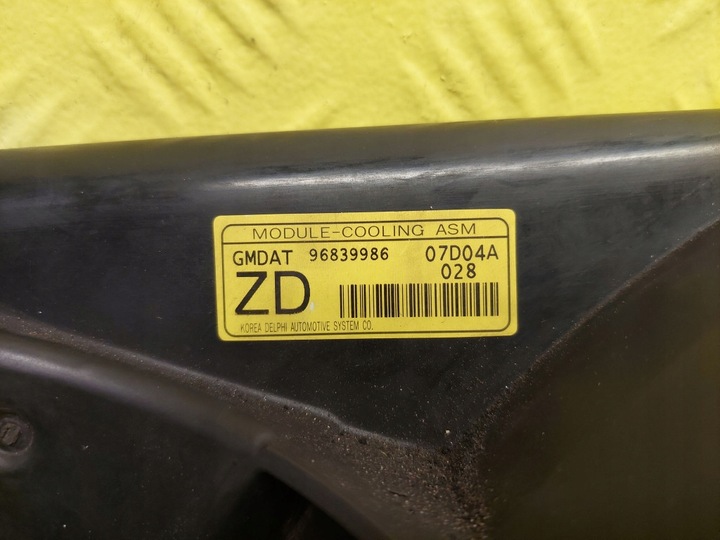 MODULE-COOLING ASM
GMDAT 96839986 07D04A
ZD 028
KOREA DELPHI AUTOMOTIVE SYSTEM CO.